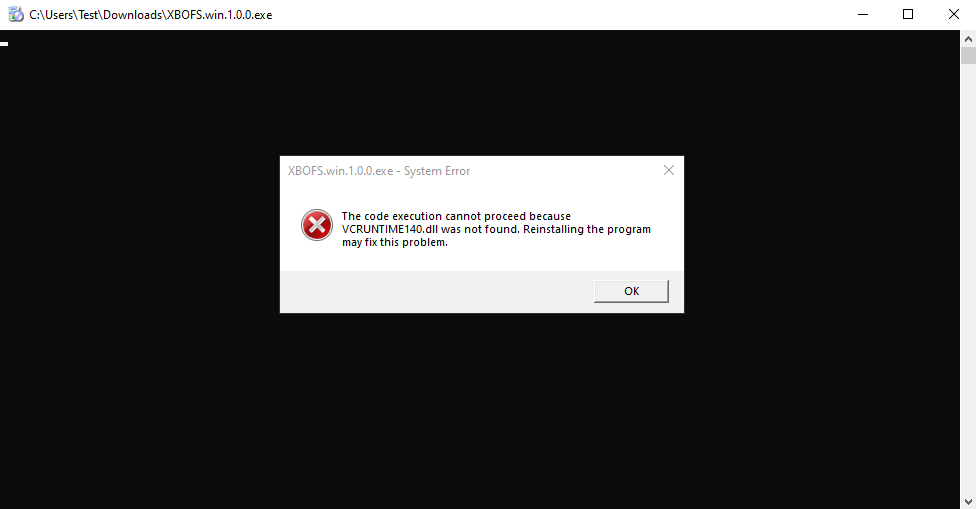 C:\Users\Test\Downloads\XBOFS.win.1.0.0.exe
XBOFS.win.1.0.0.exe - System Error
The code execution cannot proceed because
VCRUNTIME140.dll was not found. Reinstalling the program
may fix this problem.
OK